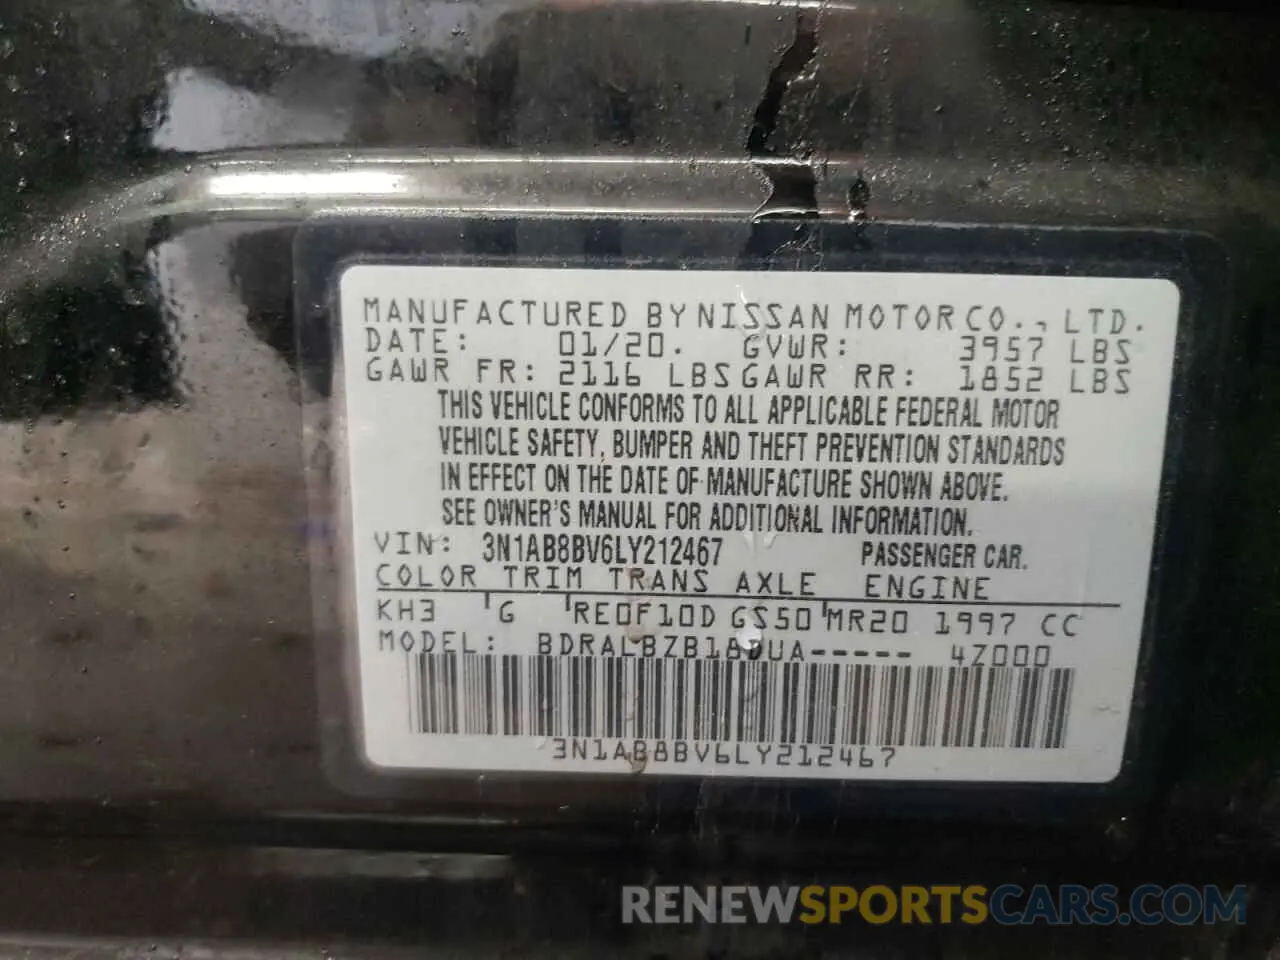 MANUFACTURED BY NISSAN MOTOR CO., LTD.
DATE: 01/20. GVWR: 3957 LBS
GAWR FR: 2116 LBS GAWR RR: 1852 LBS
THIS VEHICLE CONFORMS TO ALL APPLICABLE FEDERAL MOTOR
VEHICLE SAFETY, BUMPER AND THEFT PREVENTION STANDARDS
IN EFFECT ON THE DATE OF MANUFACTURE SHOWN ABOVE.
SEE OWNER'S MANUAL FOR ADDITIONAL INFORMATION.
VIN: 3N1AB8BV6LY212467 PASSENGER CAR.
COLOR TRIM TRANS AXLE ENGINE
KH3 G RE0F10D GS50 MR20 1997 CC
MODEL: BDRALBZB18DUA----- 4Z000
3N1AB8BV6LY212467
RENEWSPORTSCARS.COM